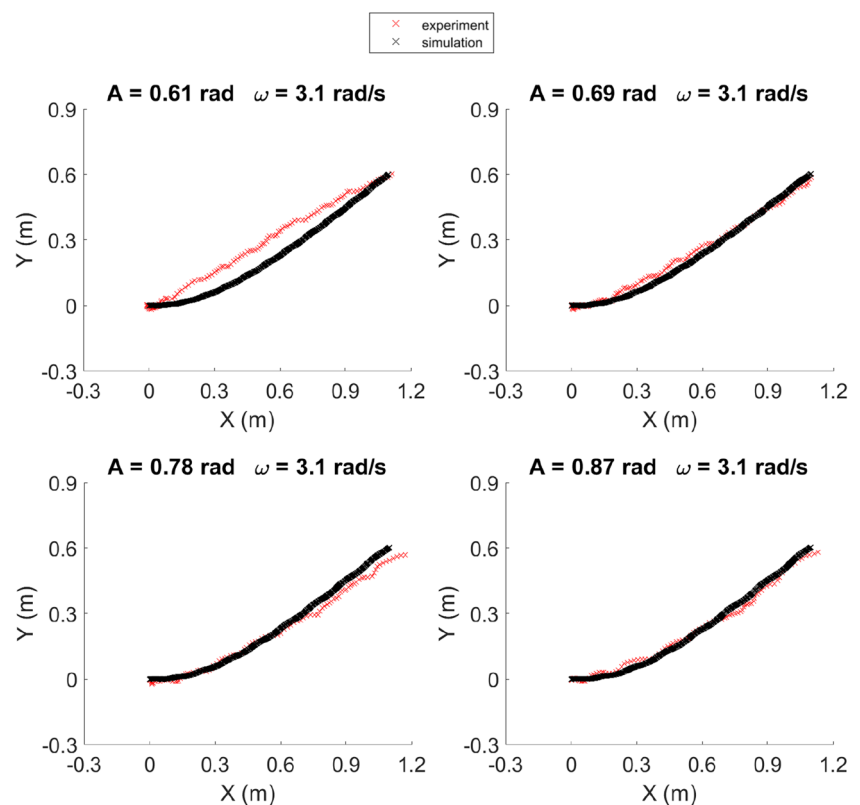 experiment
simulation
A = 0.61 rad ω = 3.1 rad/s
0.9
0.6
0.3
0
-0.3
Y (m)
-0.3 0 0.3 0.6 0.9 1.2
X (m)
A = 0.69 rad ω = 3.1 rad/s
0.9
0.6
0.3
0
-0.3
Y (m)
-0.3 0 0.3 0.6 0.9 1.2
X (m)
A = 0.78 rad ω = 3.1 rad/s
0.9
0.6
0.3
0
-0.3
Y (m)
-0.3 0 0.3 0.6 0.9 1.2
X (m)
A = 0.87 rad ω = 3.1 rad/s
0.9
0.6
0.3
0
-0.3
Y (m)
-0.3 0 0.3 0.6 0.9 1.2
X (m)